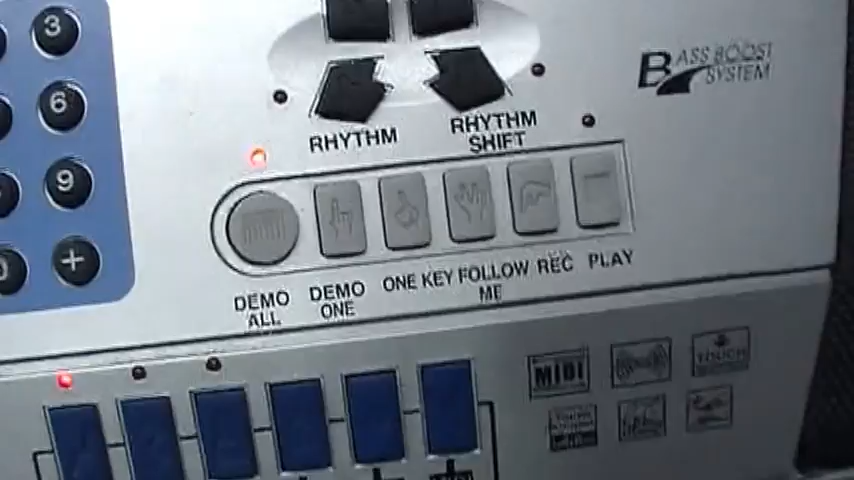 3
6
9
+
BASS BOOST
SYSTEM
RHYTHM
RHYTHM
SHIFT
DEMO
ALL
DEMO
ONE
ONE KEY
FOLLOW
ME
REC
PLAY
MIDI
TOUCH